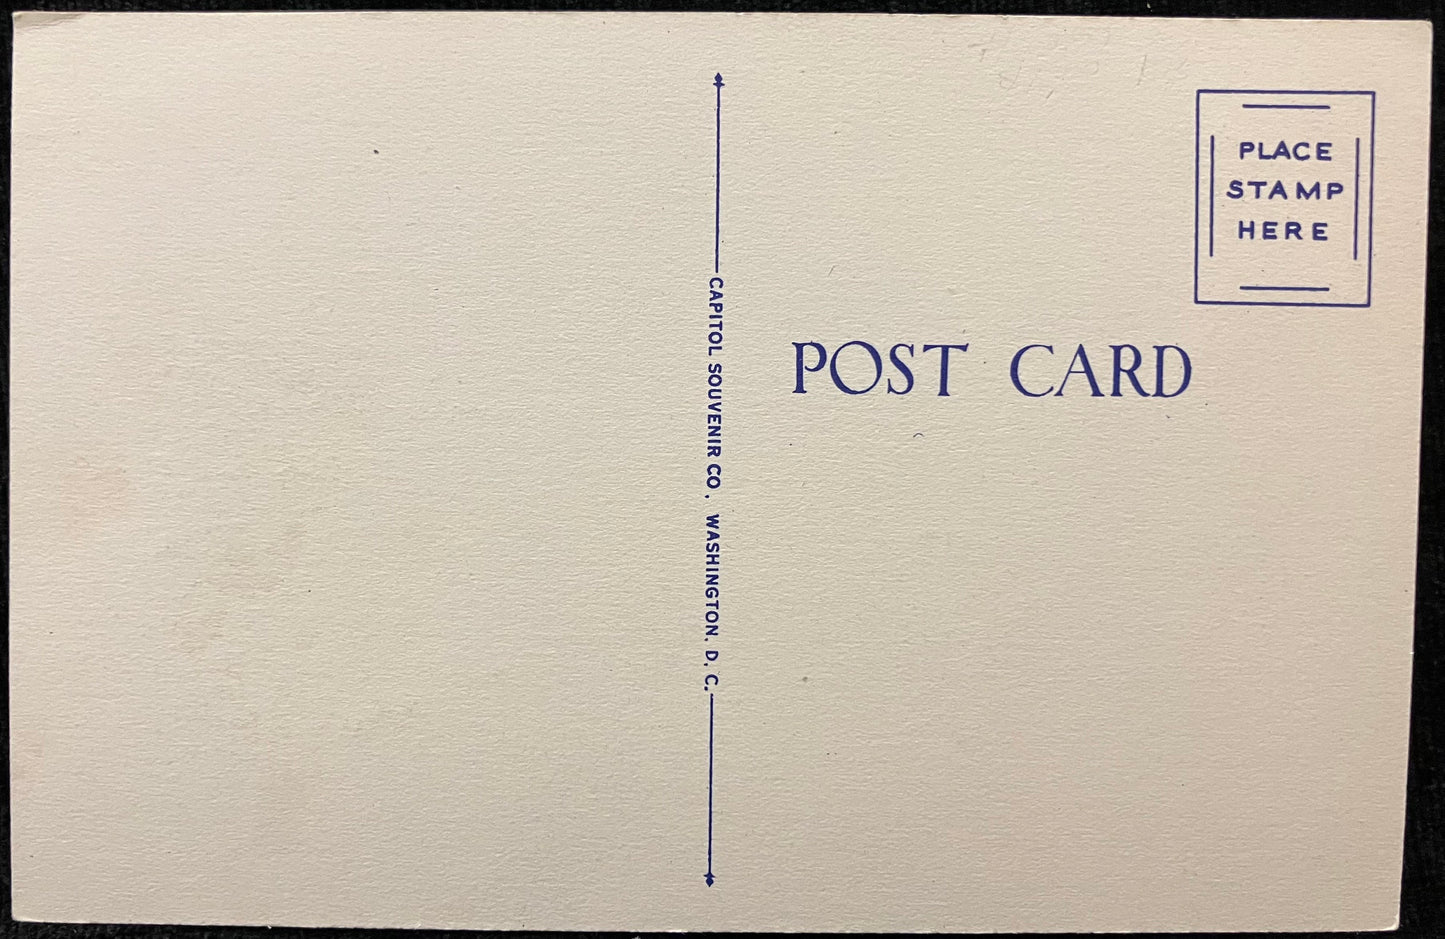 CAPITOL SOUVENIR CO., WASHINGTON, D. C.
PLACE
STAMP
HERE
POST CARD